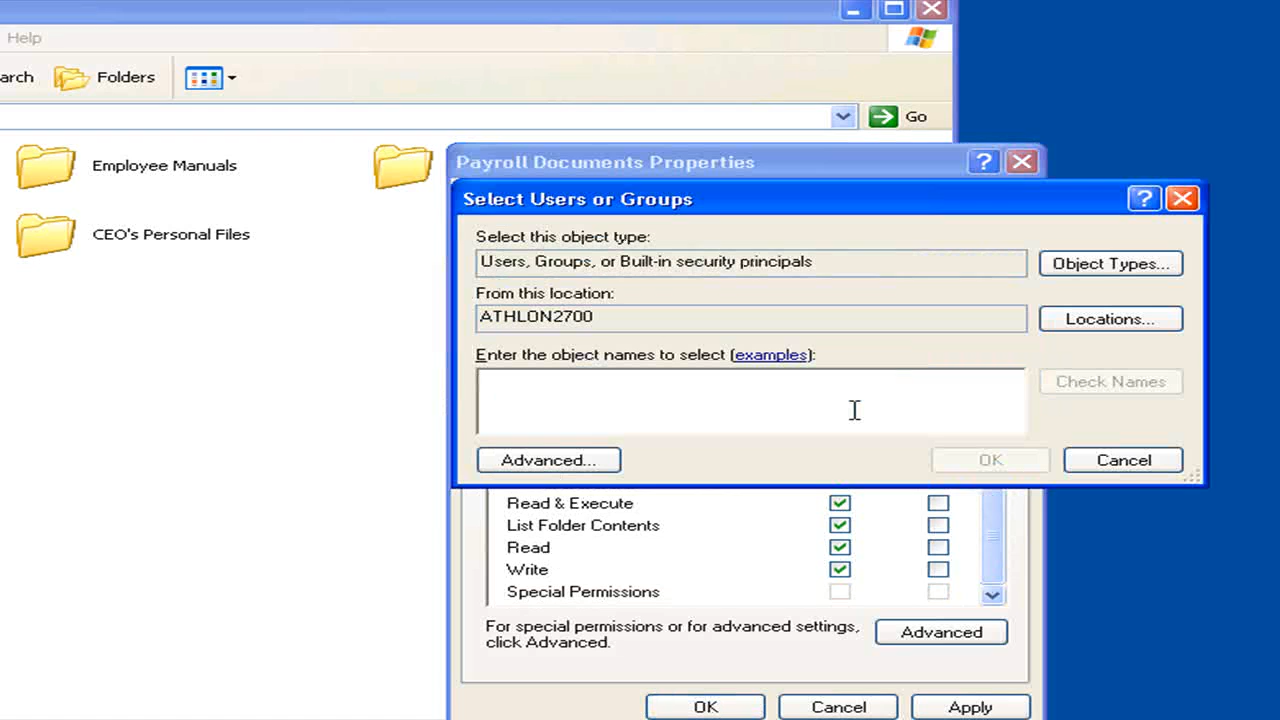 Help
arch Folders
Go
Employee Manuals
CEO's Personal Files
Payroll Documents Properties
Select Users or Groups
Select this object type:
Users, Groups, or Built-in security principals
Object Types...
From this location:
ATHLON2700
Locations...
Enter the object names to select (examples):
Check Names
Advanced...
OK
Cancel
Read & Execute
List Folder Contents
Read
Write
Special Permissions
For special permissions or for advanced settings,
click Advanced.
Advanced
OK
Cancel
Apply